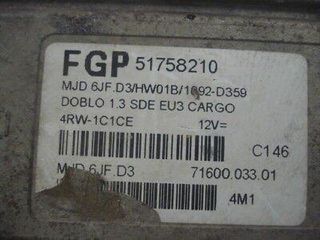 FGP 51758210
MJD 6JF.D3/HW01B/1092-D359
DOBLO 1.3 SDE EU3 CARGO
4RW-1C1CE 12V=
C146
MJD 6JF.D3 71600.033.01
4M1